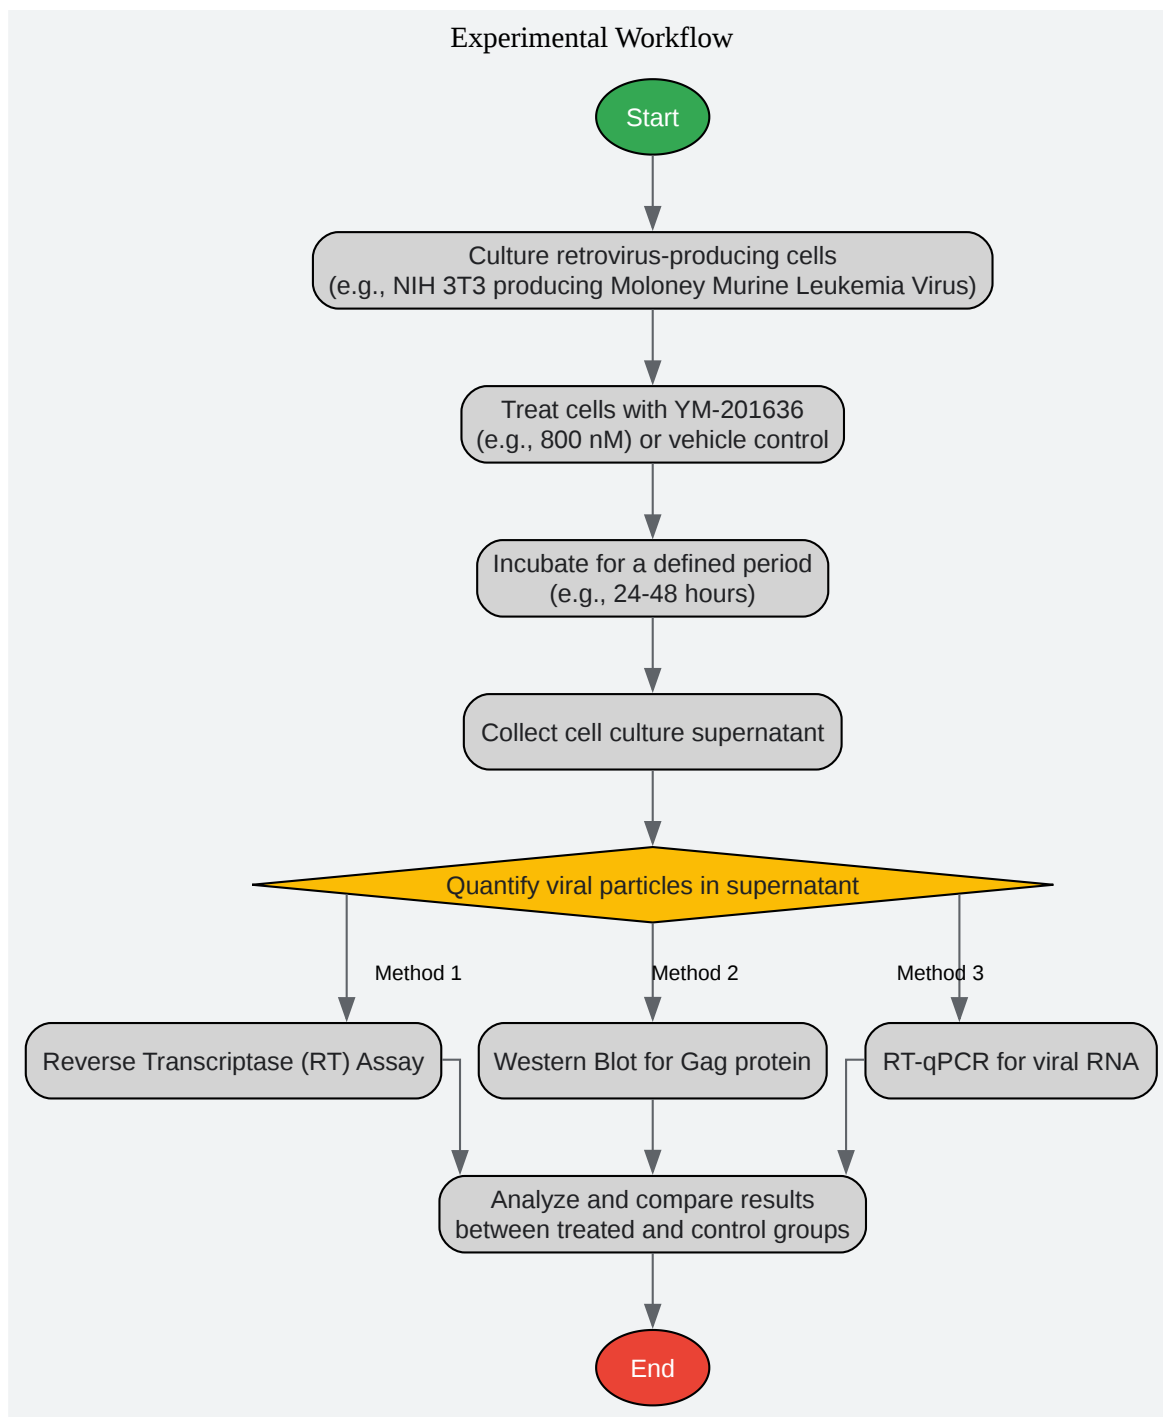 Experimental Workflow
Start
Culture retrovirus-producing cells
(e.g., NIH 3T3 producing Moloney Murine Leukemia Virus)
Treat cells with YM-201636
(e.g., 800 nM) or vehicle control
Incubate for a defined period
(e.g., 24-48 hours)
Collect cell culture supernatant
Quantify viral particles in supernatant
Method 1
Method 2
Method 3
Reverse Transcriptase (RT) Assay
Western Blot for Gag protein
RT-qPCR for viral RNA
Analyze and compare results
between treated and control groups
End